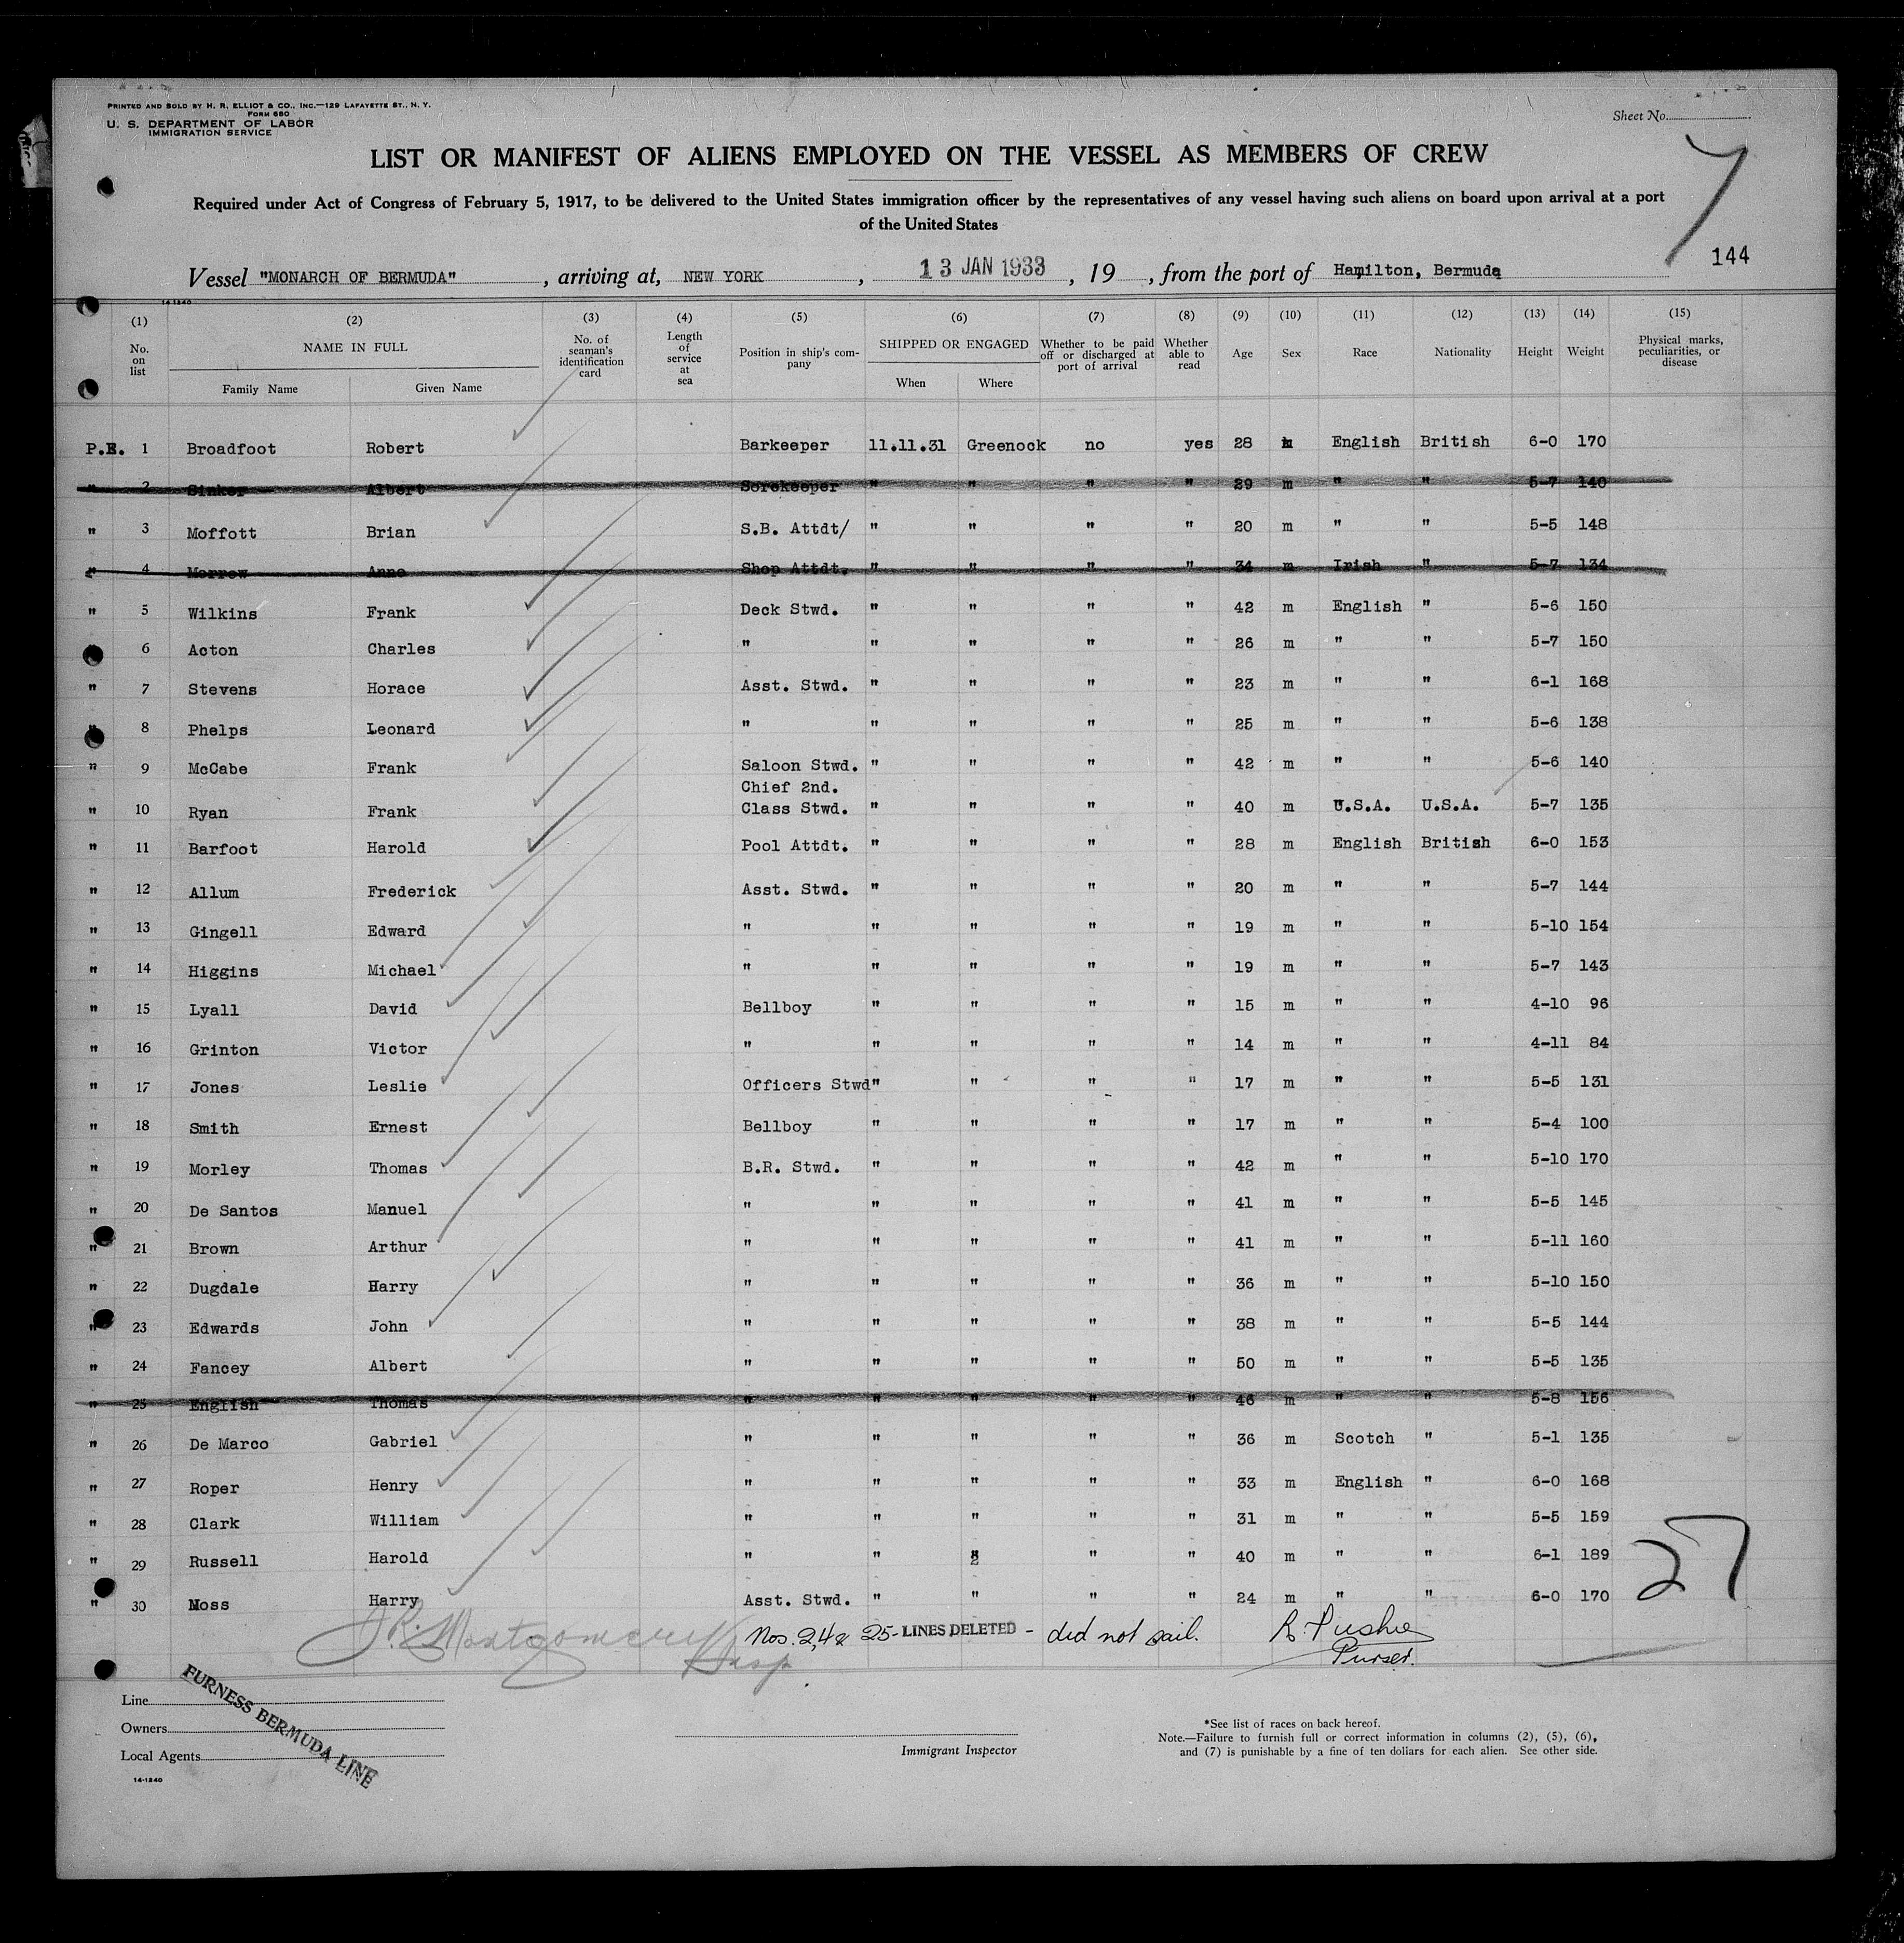 PRINTED AND SOLD BY H. R. ELLIOT & CO., INC.—129 LAFAYETTE ST., N. Y.
FORM 680
U. S. DEPARTMENT OF LABOR
IMMIGRATION SERVICE
Sheet No.
LIST OR MANIFEST OF ALIENS EMPLOYED ON THE VESSEL AS MEMBERS OF CREW
Required under Act of Congress of February 5, 1917, to be delivered to the United States immigration officer by the representatives of any vessel having such aliens on board upon arrival at a port
of the United States
144
Vessel "MONARCH OF BERMUDA", arriving at, NEW YORK, 13 JAN 1933, 19, from the port of Hamilton, Bermuda
14-1240
(1) (2) (3) (4) (5) (6) (7) (8) (9) (10) (11) (12) (13) (14) (15)
No. on list NAME IN FULL Family Name Given Name No. of seaman's identification card Length of service at sea Position in ship's company SHIPPED OR ENGAGED When Where Whether to be paid off or discharged at port of arrival Whether able to read Age Sex Race Nationality Height Weight Physical marks, peculiarities, or disease
P.E. 1 Broadfoot Robert Barkeeper 11.11.31 Greenock no yes 28 m English British 6-0 170
" 2 Sinker Albert Sorekeeper " " " " 29 m " " 5-7 140
" 3 Moffott Brian S.B. Attdt/ " " " " 20 m " " 5-5 148
" 4 Morrow Anne Shop Attdt. " " " " 34 m Irish " 5-7 134
" 5 Wilkins Frank Deck Stwd. " " " " 42 m English " 5-6 150
6 Acton Charles " " " " " 26 m " " 5-7 150
" 7 Stevens Horace Asst. Stwd. " " " " 23 m " " 6-1 168
" 8 Phelps Leonard " " " " " 25 m " " 5-6 138
" 9 McCabe Frank Saloon Stwd. " " " " 42 m " " 5-6 140
Chief 2nd.
" 10 Ryan Frank Class Stwd. " " " " 40 m U.S.A. U.S.A. 5-7 135
" 11 Barfoot Harold Pool Attdt. " " " " 28 m English British 6-0 153
" 12 Allum Frederick Asst. Stwd. " " " " 20 m " " 5-7 144
" 13 Gingell Edward " " " " " 19 m " " 5-10 154
" 14 Higgins Michael " " " " " 19 m " " 5-7 143
" 15 Lyall David Bellboy " " " " 15 m " " 4-10 96
" 16 Grinton Victor " " " " " 14 m " " 4-11 84
" 17 Jones Leslie Officers Stwd " " " " 17 m " " 5-5 131
" 18 Smith Ernest Bellboy " " " " 17 m " " 5-4 100
" 19 Morley Thomas B.R. Stwd. " " " " 42 m " " 5-10 170
" 20 De Santos Manuel " " " " " 41 m " " 5-5 145
" 21 Brown Arthur " " " " " 41 m " " 5-11 160
" 22 Dugdale Harry " " " " " 36 m " " 5-10 150
" 23 Edwards John " " " " " 38 m " " 5-5 144
" 24 Fancey Albert " " " " " 50 m " " 5-5 135
" 25 English Thomas " " " " " 46 m " " 5-8 156
" 26 De Marco Gabriel " " " " " 36 m Scotch " 5-1 135
" 27 Roper Henry " " " " " 33 m English " 6-0 168
" 28 Clark William " " " " " 31 m " " 5-5 159
" 29 Russell Harold " " " " " 40 m " " 6-1 189
27
" 30 Moss Harry Asst. Stwd. " " " " 24 m " " 6-0 170
J.R. Montgomery Nos. 2,4 & 25 - LINES DELETED - did not sail.
Insp Purser.
Line
FURNESS BERMUDA LINE
Owners
Local Agents
Immigrant Inspector
14-1240
*See list of races on back hereof.
Note.—Failure to furnish full or correct information in columns (2), (5), (6),
and (7) is punishable by a fine of ten dollars for each alien. See other side.